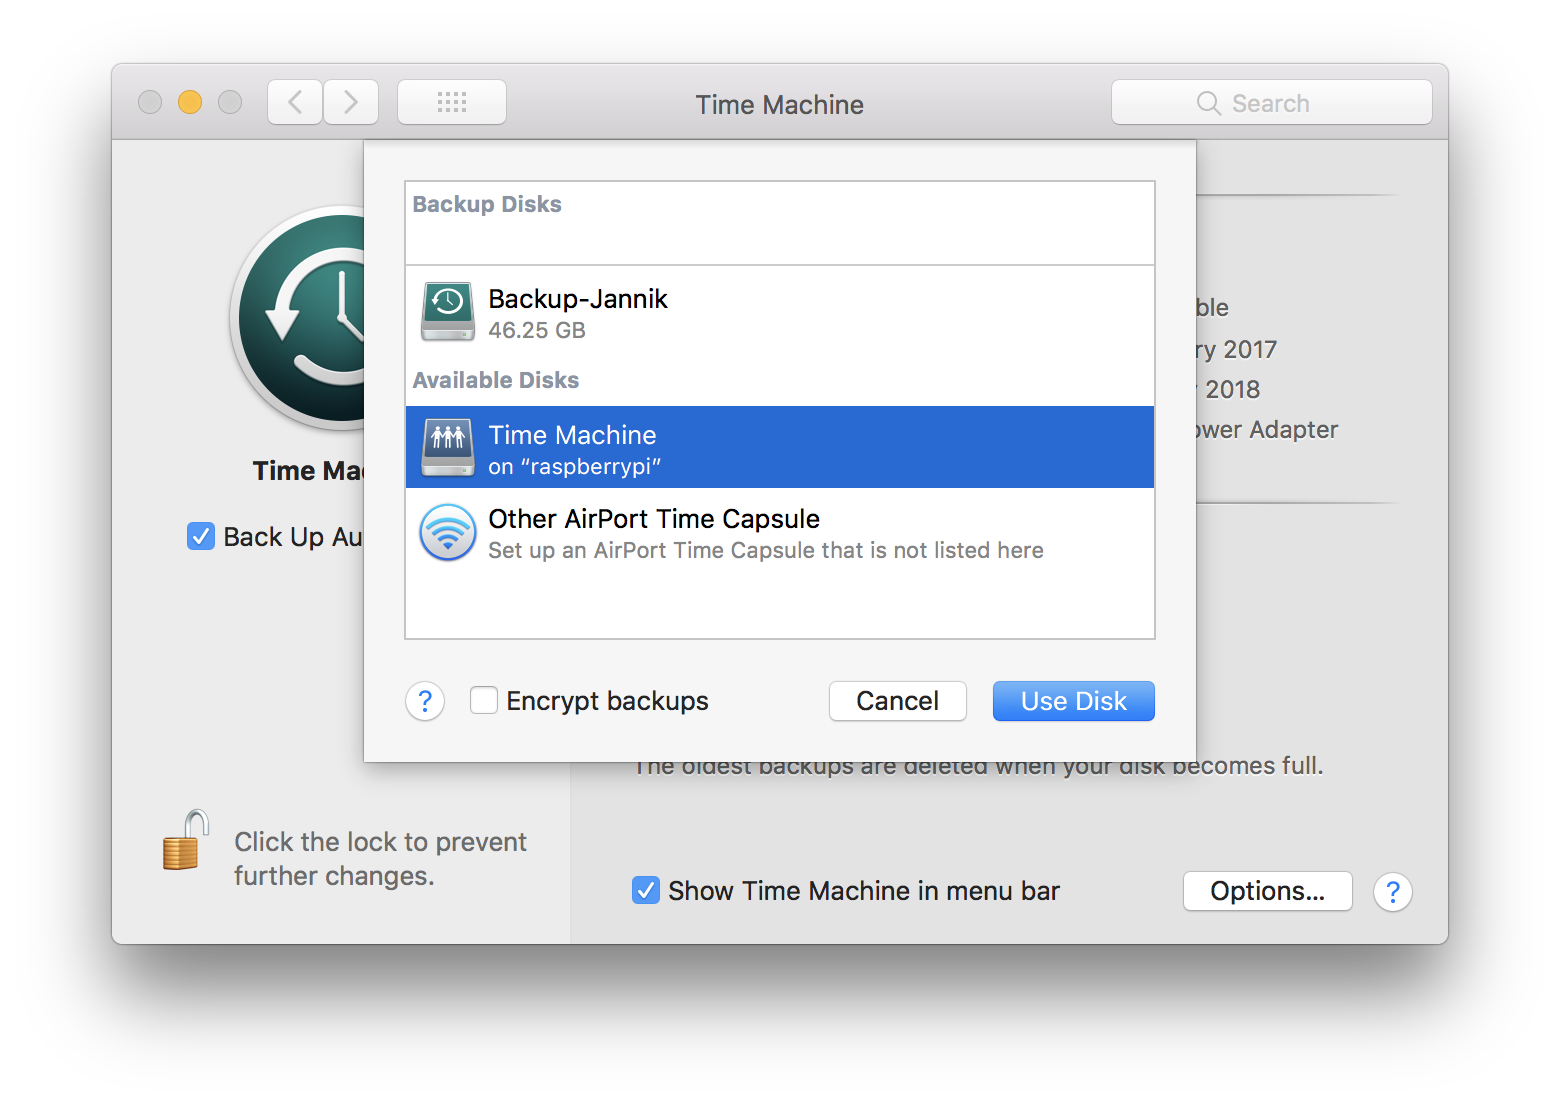 Time Machine
Search
Backup Disks
Backup-Jannik
46.25 GB
Available Disks
Time Machine
on “raspberrypi”
Other AirPort Time Capsule
Set up an AirPort Time Capsule that is not listed here
? Encrypt backups Cancel Use Disk
Time Mac
Back Up Au
ble
ry 2017
2018
ower Adapter
The oldest backups are deleted when your disk becomes full.
Click the lock to prevent
further changes.
Show Time Machine in menu bar Options... ?